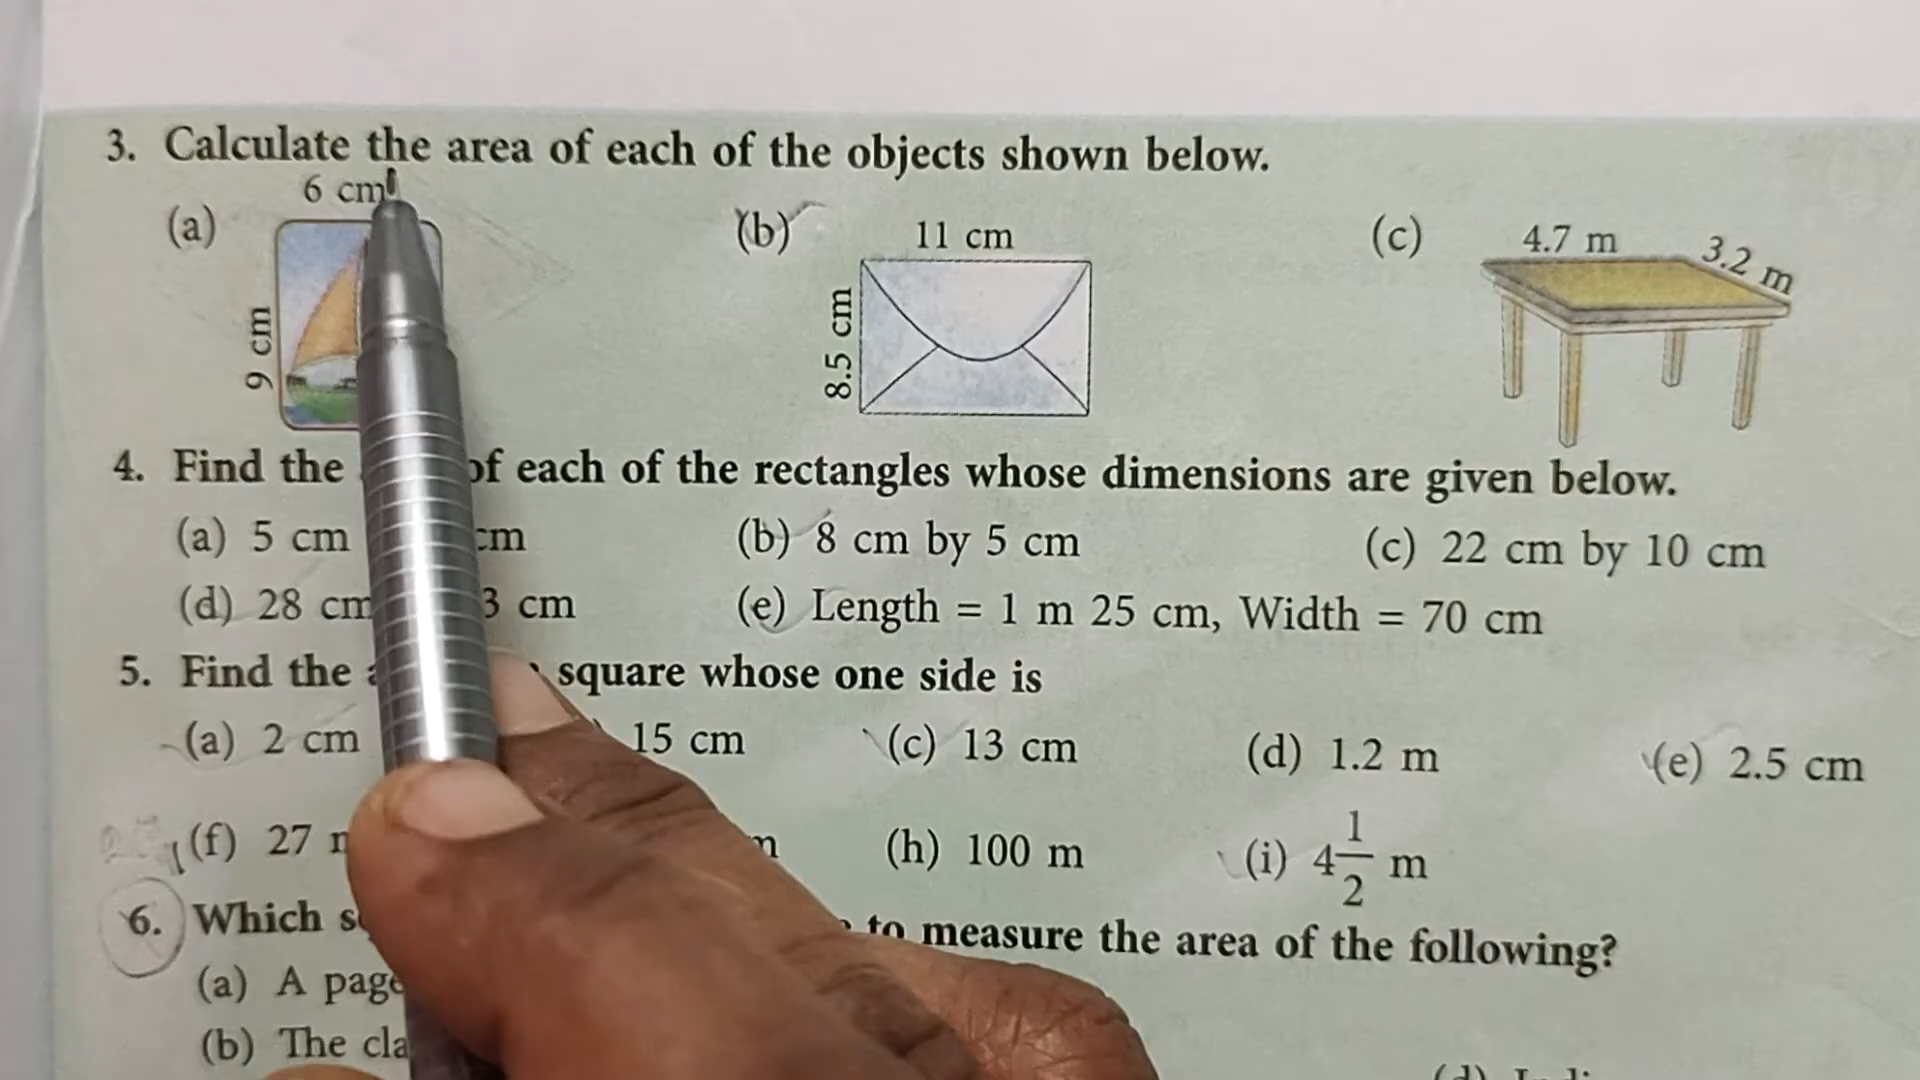 3. Calculate the area of each of the objects shown below.
(a) 6 cm 9 cm
(b) 11 cm 8.5 cm
(c) 4.7 m 3.2 m
4. Find the of each of the rectangles whose dimensions are given below.
(a) 5 cm cm (b) 8 cm by 5 cm (c) 22 cm by 10 cm
(d) 28 cm 3 cm (e) Length = 1 m 25 cm, Width = 70 cm
5. Find the square whose one side is
(a) 2 cm 15 cm (c) 13 cm (d) 1.2 m (e) 2.5 cm
(f) 27 (h) 100 m (i) 4 1/2 m
6. Which to measure the area of the following?
(a) A page
(b) The